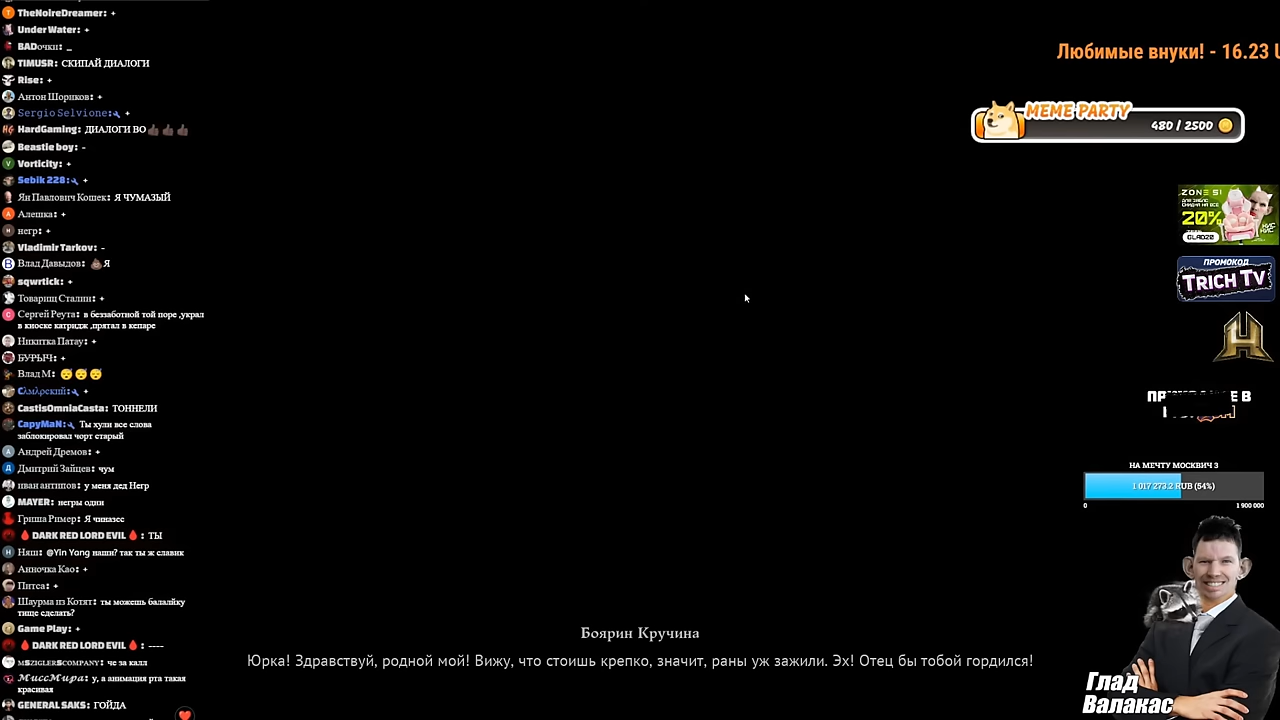 TheNoireDreamer: +
Under Water: +
BADочки: _
TIMUSR: СКИПАЙ ДИАЛОГИ
Rise: +
Антон Шориков: +
Sergio Selvione: +
HardGaming: ДИАЛОГИ ВО
Beastie boy: -
Vorticity: +
Sebik 228: +
Ян Павлович Кошек: Я ЧУМАЗЫЙ
Алешка: +
негр: +
Vladimir Tarkov: -
Влад Давыдов: Я
sqwrtick: +
Товарищ Сталин: +
Сергей Реута: в беззаботной той поре ,украл
в киоске катридж ,прятал в кепаре
Никитка Патау: +
БУРЫЧ: +
Влад М:
CastisOmniaCasta: ТОННЕЛИ
CapyMaN: Ты хули все слова
заблокировал чорт старый
Андрей Дремов: +
Дмитрий Зайцев: чум
иван антипов: у меня дед Негр
MAYER: негры одни
Гриша Ример: Я чиназес
DARK RED LORD EVIL : ТЫ
Няш: @Yin Yang наши? так ты ж славик
Анночка Као: +
Питса: +
Шаурма из Котят: ты можешь балалйку
тише сделать?
Game Play: +
DARK RED LORD EVIL : ----
MSZIGLERSCOMPANY: че за калл
МиссМира: у, а анимация рта такая
красивая
GENERAL SAKS: ГОЙДА
Любимые внуки! - 16.23
MEME PARTY
480 / 2500
ZONE 51
20%
GLAD20
ПРОМОКОД
TRICH TV
НА МЕЧТУ МОСКВИЧ 3
1 017 273.2 RUB (54%)
0 1 900 000
Глад
Валакас
Боярин Кручина
Юрка! Здравствуй, родной мой! Вижу, что стоишь крепко, значит, раны уж зажили. Эх! Отец бы тобой гордился!